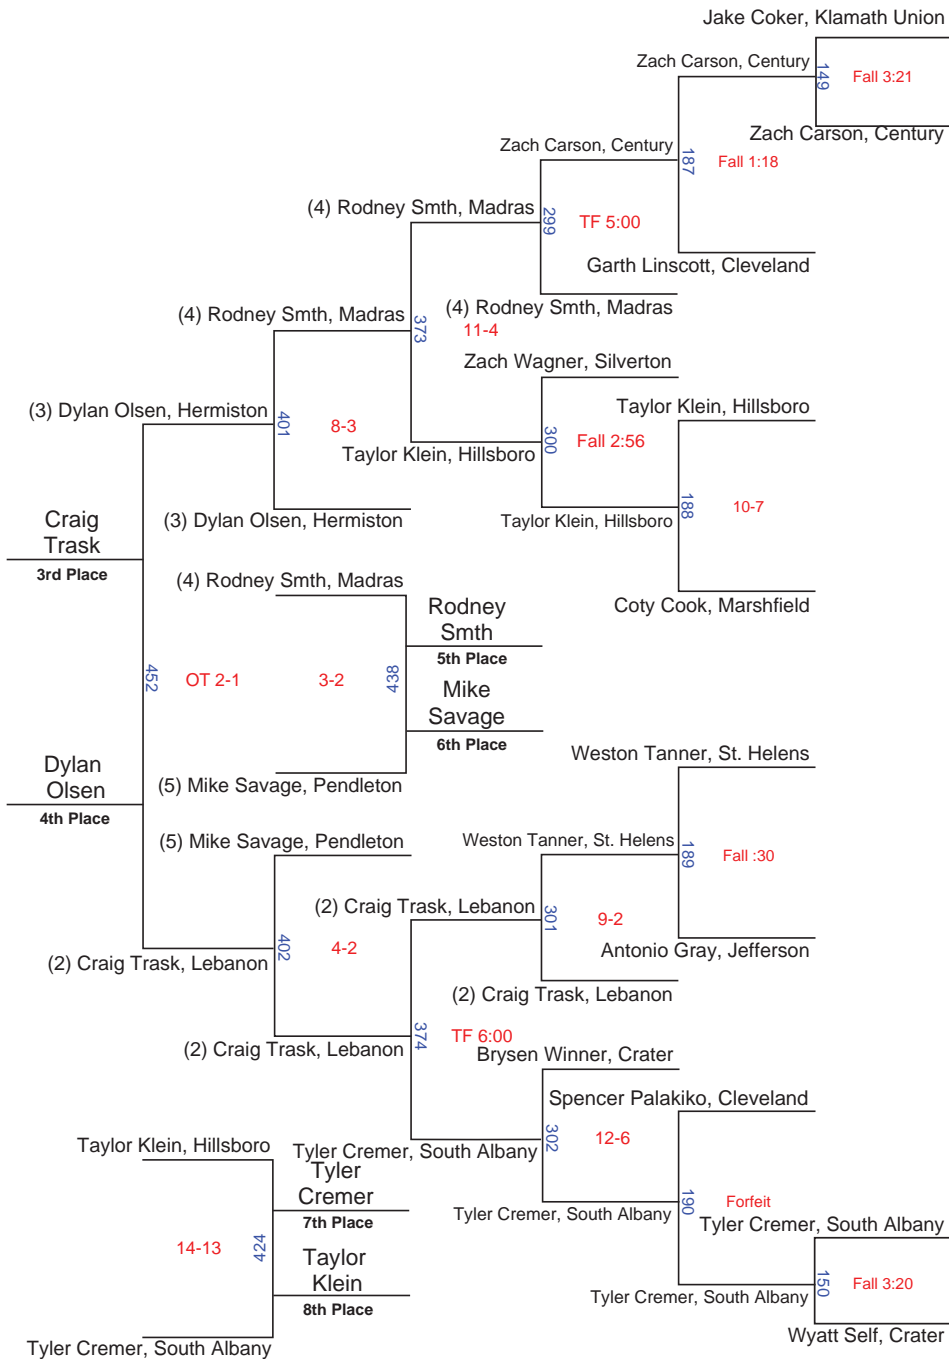 Jake Coker, Klamath Union
Zach Carson, Century
149
Fall 3:21
Zach Carson, Century
Zach Carson, Century
187
Fall 1:18
(4) Rodney Smth, Madras
299
TF 5:00
Garth Linscott, Cleveland
(4) Rodney Smth, Madras
(4) Rodney Smth, Madras
373
11-4
Zach Wagner, Silverton
(3) Dylan Olsen, Hermiston
401
8-3
Taylor Klein, Hillsboro
Taylor Klein, Hillsboro
300
Fall 2:56
(3) Dylan Olsen, Hermiston
Taylor Klein, Hillsboro
188
10-7
Craig
Trask
3rd Place
(4) Rodney Smth, Madras
Coty Cook, Marshfield
Rodney
Smth
5th Place
452
OT 2-1
3-2
438
Mike
Savage
6th Place
Dylan
Olsen
4th Place
(5) Mike Savage, Pendleton
Weston Tanner, St. Helens
(5) Mike Savage, Pendleton
Weston Tanner, St. Helens
189
Fall :30
(2) Craig Trask, Lebanon
301
9-2
402
4-2
Antonio Gray, Jefferson
(2) Craig Trask, Lebanon
(2) Craig Trask, Lebanon
(2) Craig Trask, Lebanon
374
TF 6:00
Brysen Winner, Crater
Spencer Palakiko, Cleveland
302
12-6
Taylor Klein, Hillsboro
Tyler Cremer, South Albany
Tyler
Cremer
7th Place
190
Forfeit
Tyler Cremer, South Albany
Tyler Cremer, South Albany
14-13
424
Taylor
Klein
8th Place
150
Fall 3:20
Tyler Cremer, South Albany
Wyatt Self, Crater
Tyler Cremer, South Albany